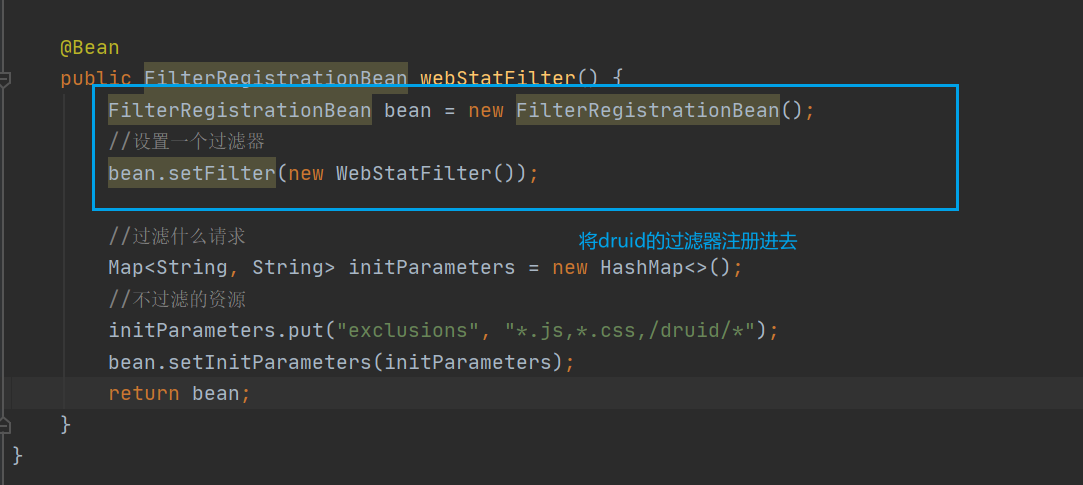 @Bean
public FilterRegistrationBean webStatFilter() {
FilterRegistrationBean bean = new FilterRegistrationBean();
//设置一个过滤器
bean.setFilter(new WebStatFilter());
//过滤什么请求
将druid的过滤器注册进去
Map<String, String> initParameters = new HashMap<>();
//不过滤的资源
initParameters.put("exclusions", "*.js,*.css,/druid/*");
bean.setInitParameters(initParameters);
return bean;
}
}